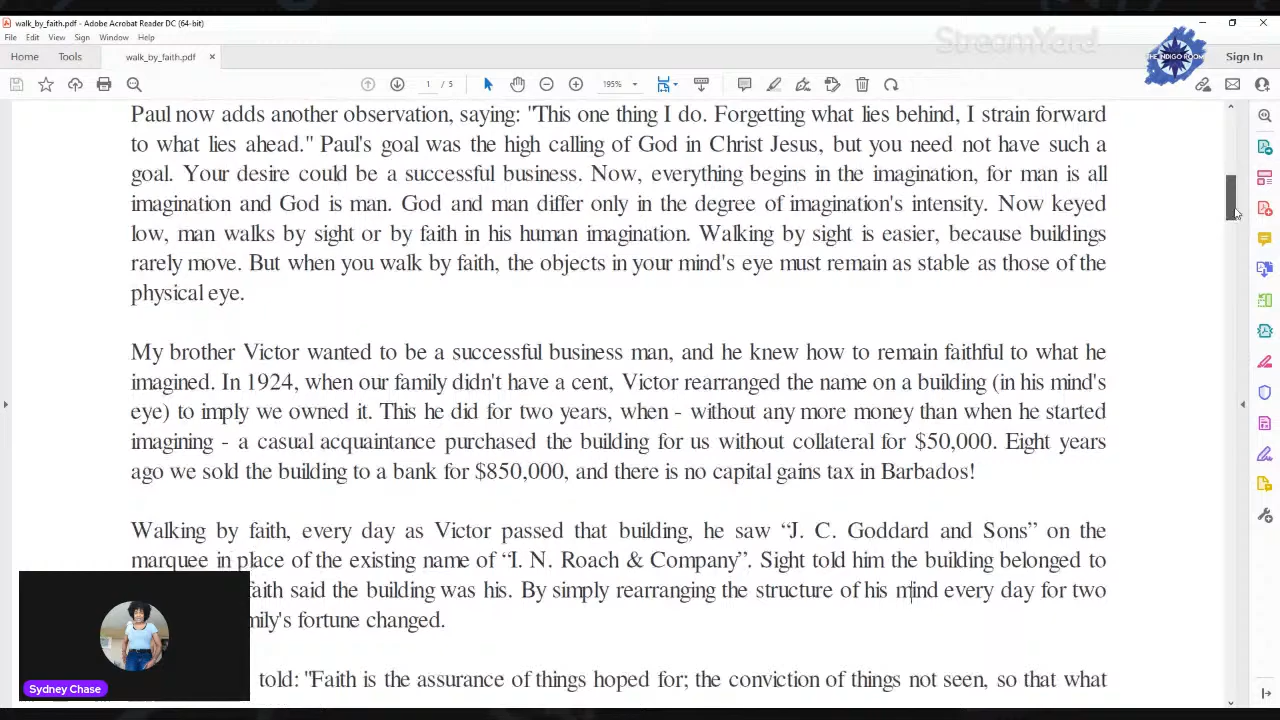 walk_by_faith.pdf - Adobe Acrobat Reader DC (64-bit)
StreamYard
File Edit View Sign Window Help
THE INDIGO ROOM
Home Tools walk_by_faith.pdf × Sign In
1 / 5 195%
Paul now adds another observation, saying: "This one thing I do. Forgetting what lies behind, I strain forward
to what lies ahead." Paul's goal was the high calling of God in Christ Jesus, but you need not have such a
goal. Your desire could be a successful business. Now, everything begins in the imagination, for man is all
imagination and God is man. God and man differ only in the degree of imagination's intensity. Now keyed
low, man walks by sight or by faith in his human imagination. Walking by sight is easier, because buildings
rarely move. But when you walk by faith, the objects in your mind's eye must remain as stable as those of the
physical eye.
My brother Victor wanted to be a successful business man, and he knew how to remain faithful to what he
imagined. In 1924, when our family didn't have a cent, Victor rearranged the name on a building (in his mind's
eye) to imply we owned it. This he did for two years, when - without any more money than when he started
imagining - a casual acquaintance purchased the building for us without collateral for $50,000. Eight years
ago we sold the building to a bank for $850,000, and there is no capital gains tax in Barbados!
Walking by faith, every day as Victor passed that building, he saw “J. C. Goddard and Sons” on the
marquee in place of the existing name of “I. N. Roach & Company”. Sight told him the building belonged to
faith said the building was his. By simply rearranging the structure of his mind every day for two
mily's fortune changed.
told: "Faith is the assurance of things hoped for; the conviction of things not seen, so that what
Sydney Chase